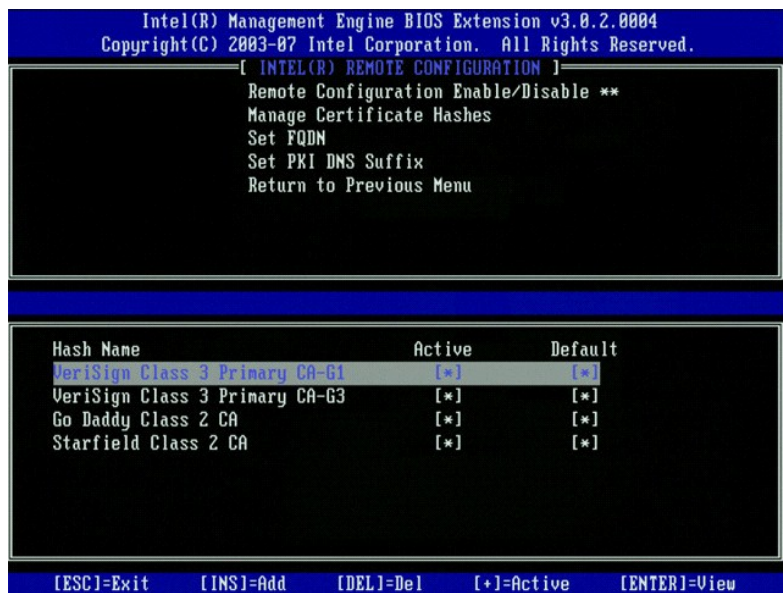 Intel(R) Management Engine BIOS Extension v3.0.2.0004
Copyright(C) 2003-07 Intel Corporation. All Rights Reserved.
[ INTEL(R) REMOTE CONFIGURATION ]
Remote Configuration Enable/Disable **
Manage Certificate Hashes
Set FQDN
Set PKI DNS Suffix
Return to Previous Menu
Hash Name Active Default
VeriSign Class 3 Primary CA-G1 [*] [*]
VeriSign Class 3 Primary CA-G3 [*] [*]
Go Daddy Class 2 CA [*] [*]
Starfield Class 2 CA [*] [*]
[ESC]=Exit [INS]=Add [DEL]=Del [+]=Active [ENTER]=View